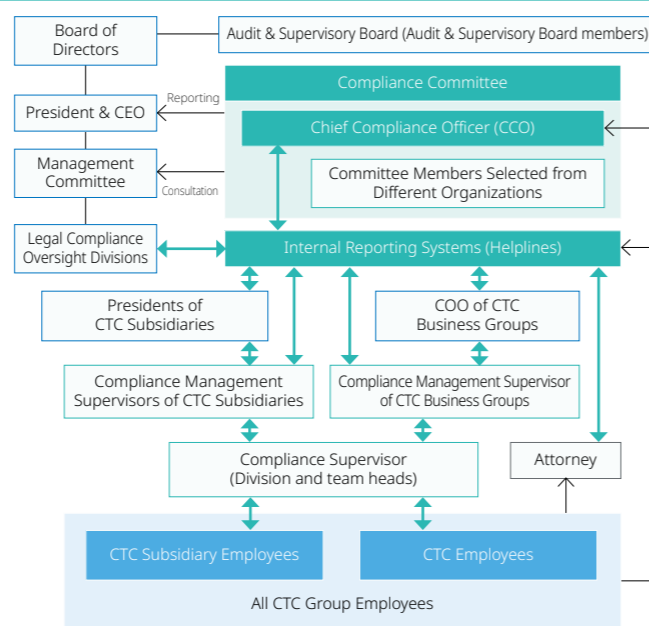 Board of
Directors
Audit & Supervisory Board (Audit & Supervisory Board members)
Compliance Committee
Reporting
President & CEO
Chief Compliance Officer (CCO)
Management
Committee
Consultation
Committee Members Selected from
Different Organizations
Legal Compliance
Oversight Divisions
Internal Reporting Systems (Helplines)
Presidents of
CTC Subsidiaries
COO of CTC
Business Groups
Compliance Management
Supervisors of CTC Subsidiaries
Compliance Management Supervisor
of CTC Business Groups
Compliance Supervisor
(Division and team heads)
Attorney
CTC Subsidiary Employees
CTC Employees
All CTC Group Employees